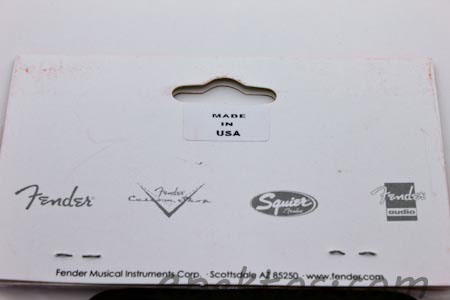 MADE
IN
USA
Fender
Fender
Custom Shop
Squier
Fender
Fender
audio
Fender Musical Instruments Corp. · Scottsdale AZ 85250 · www.fender.com